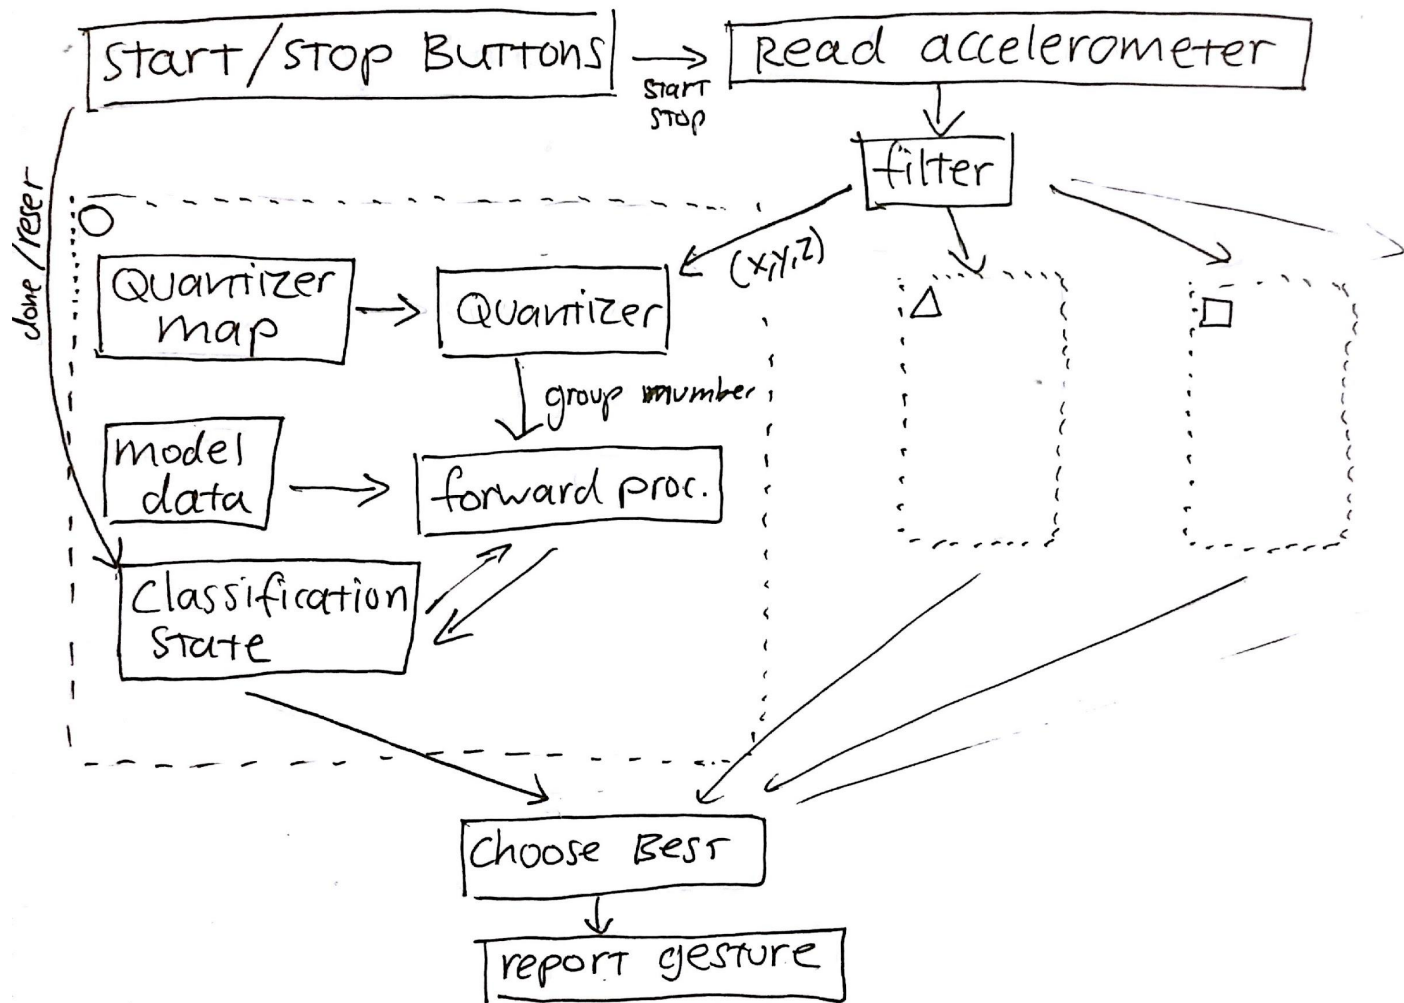 Start/Stop Buttons
Read accelerometer
start
stop
filter
done/reset
(x,y,z)
Quantizer
map
Quantizer
group number
model
data
forward proc.
Classification
state
Choose Best
report gesture